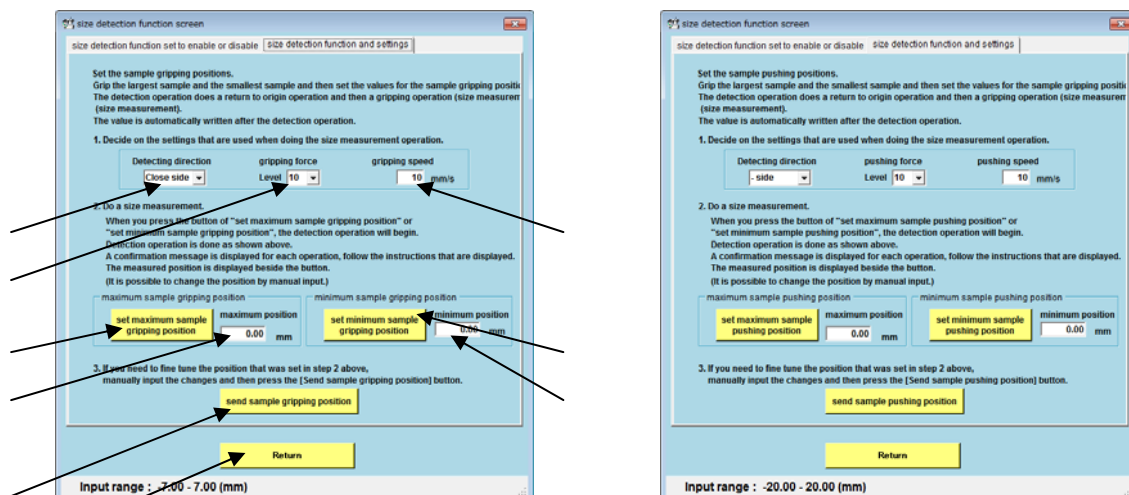 size detection function screen
size detection function set to enable or disable size detection function and settings
Set the sample gripping positions.
Grip the largest sample and the smallest sample and then set the values for the sample gripping positi
The detection operation does a return to origin operation and then a gripping operation (size measurem
(size measurement).
The value is automatically written after the detection operation.
1. Decide on the settings that are used when doing the size measurement operation.
Detecting direction gripping force gripping speed
Close side Level 10 10 mm/s
2. Do a size measurement.
When you press the button of "set maximum sample gripping position" or
"set minimum sample gripping position", the detection operation will begin.
Detection operation is done as shown above.
A confirmation message is displayed for each operation, follow the instructions that are displayed.
The measured position is displayed beside the button.
(It is possible to change the position by manual input.)
maximum sample gripping position minimum sample gripping position
set maximum sample gripping position maximum position 0.00 mm
set minimum sample gripping position minimum position 0.00 mm
3. If you need to fine tune the position that was set in step 2 above,
manually input the changes and then press the [Send sample gripping position] button.
send sample gripping position
Return
Input range : -7.00 - 7.00 (mm)
size detection function screen
size detection function set to enable or disable size detection function and settings
Set the sample pushing positions.
Grip the largest sample and the smallest sample and then set the values for the sample gripping positi
The detection operation does a return to origin operation and then a gripping operation (size measurem
(size measurement).
The value is automatically written after the detection operation.
1. Decide on the settings that are used when doing the size measurement operation.
Detecting direction pushing force pushing speed
- side Level 10 10 mm/s
2. Do a size measurement.
When you press the button of "set maximum sample pushing position" or
"set minimum sample pushing position", the detection operation will begin.
Detection operation is done as shown above.
A confirmation message is displayed for each operation, follow the instructions that are displayed.
The measured position is displayed beside the button.
(It is possible to change the position by manual input.)
maximum sample pushing position minimum sample pushing position
set maximum sample pushing position maximum position 0.00 mm
set minimum sample pushing position minimum position 0.00 mm
3. If you need to fine tune the position that was set in step 2 above,
manually input the changes and then press the [Send sample pushing position] button.
send sample pushing position
Return
Input range : -20.00 - 20.00 (mm)